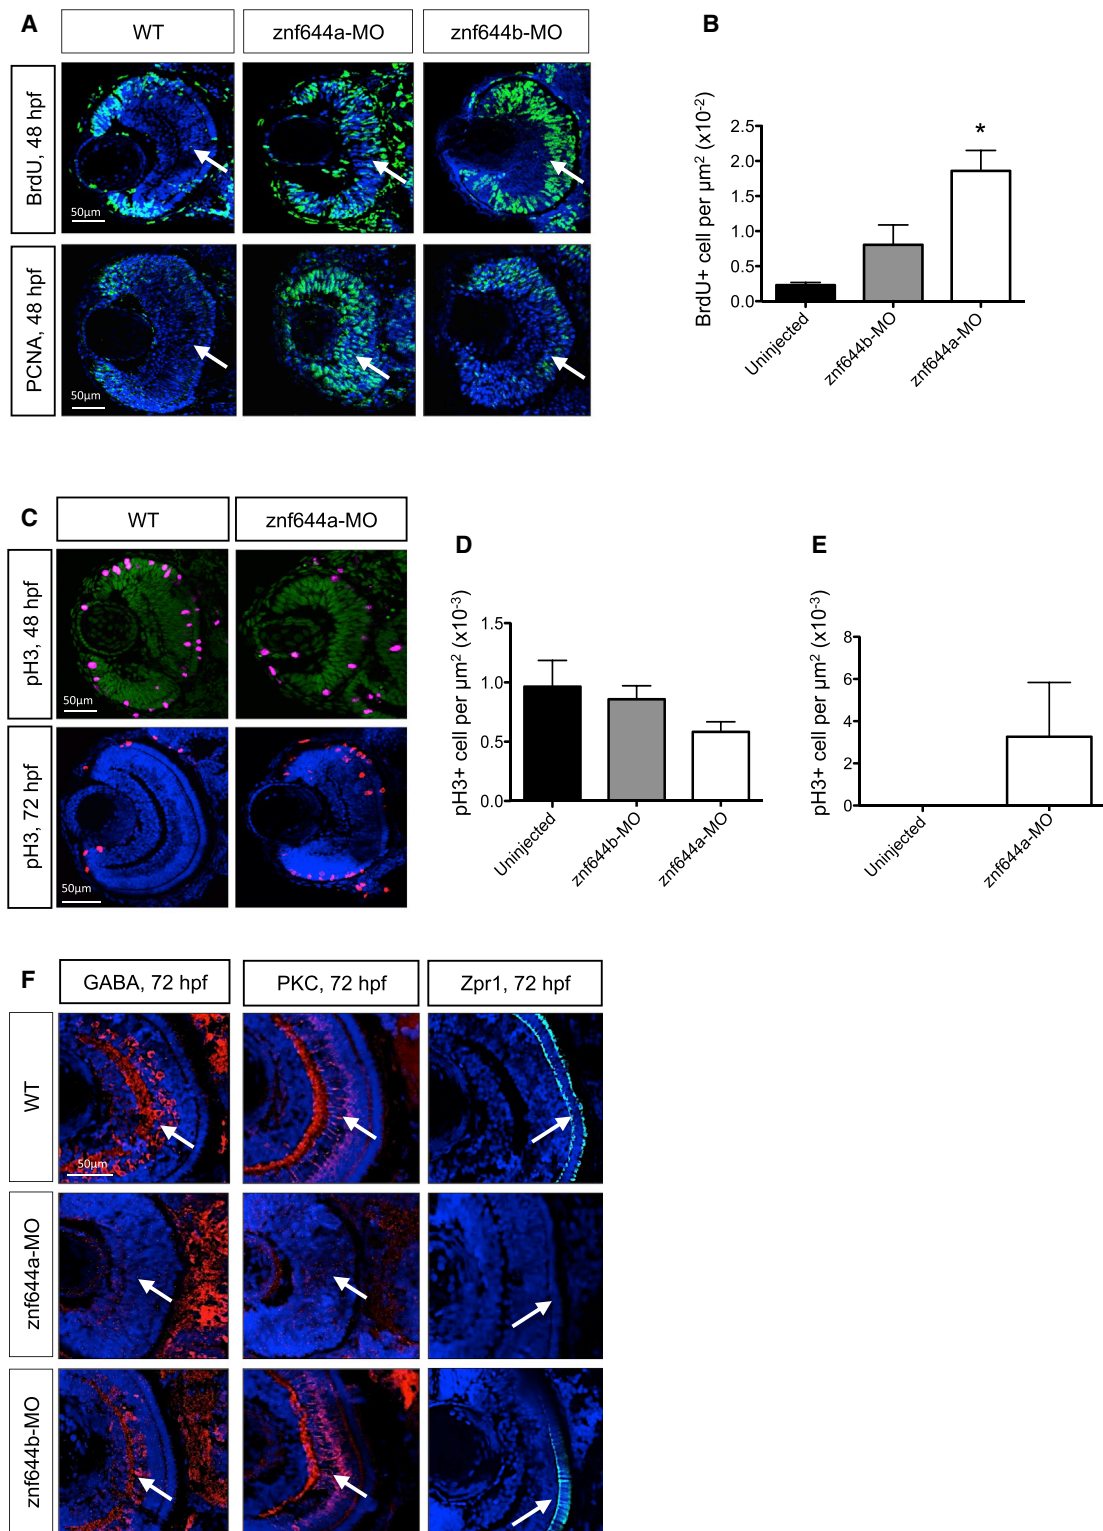 A
WT
znf644a-MO
znf644b-MO
BrdU, 48 hpf
50μm
PCNA, 48 hpf
50μm
B
BrdU+ cell per μm² (x10⁻²)
2.5
2.0
1.5
1.0
0.5
0.0
*
Uninjected
znf644b-MO
znf644a-MO
C
WT
znf644a-MO
pH3, 48 hpf
50μm
pH3, 72 hpf
50μm
D
pH3+ cell per μm² (x10⁻³)
1.5
1.0
0.5
0.0
Uninjected
znf644b-MO
znf644a-MO
E
pH3+ cell per μm² (x10⁻³)
8
6
4
2
0
Uninjected
znf644a-MO
F
GABA, 72 hpf
PKC, 72 hpf
Zpr1, 72 hpf
WT
50μm
znf644a-MO
znf644b-MO